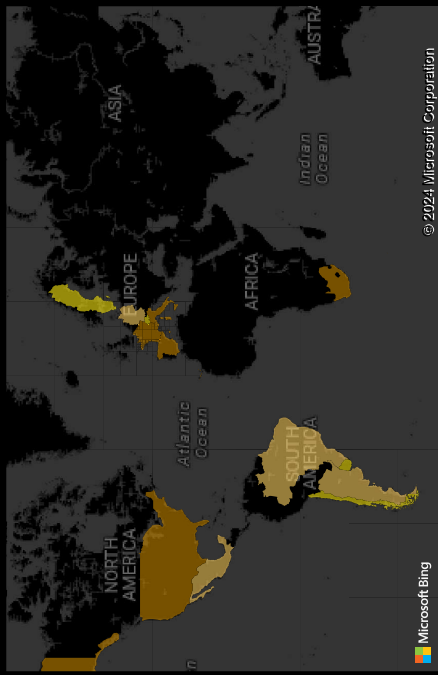 ASIA
AUSTRA
Indian
Ocean
EUROPE
AFRICA
Atlantic
Ocean
SOUTH
AMERICA
NORTH
AMERICA
n
© 2024 Microsoft Corporation
Microsoft Bing